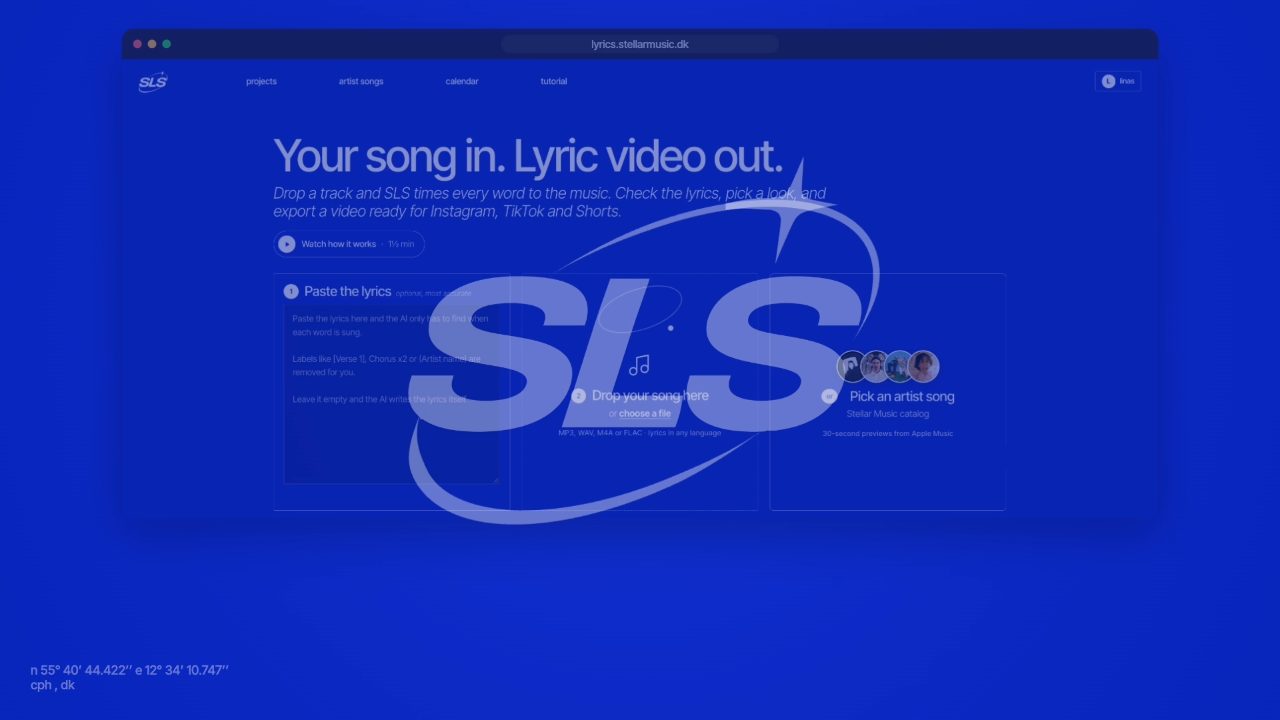 lyrics.stellarmusic.dk
SLS
projects
artist songs
calendar
tutorial
L
linas
Your song in. Lyric video out.
Drop a track and SLS times every word to the music. Check the lyrics, pick a look, and
export a video ready for Instagram, TikTok and Shorts.
Watch how it works · 1½ min
1 Paste the lyrics optional, most accurate
Paste the lyrics here and the AI only has to find when
each word is sung.
Labels like [Verse 1], Chorus x2 or (Artist name) are
removed for you.
Leave it empty and the AI writes the lyrics itself.
SLS
2 Drop your song here
or choose a file
MP3, WAV, M4A or FLAC · lyrics in any language
or Pick an artist song
Stellar Music catalog
30-second previews from Apple Music
n 55° 40′ 44.422′′ e 12° 34′ 10.747′′
cph , dk